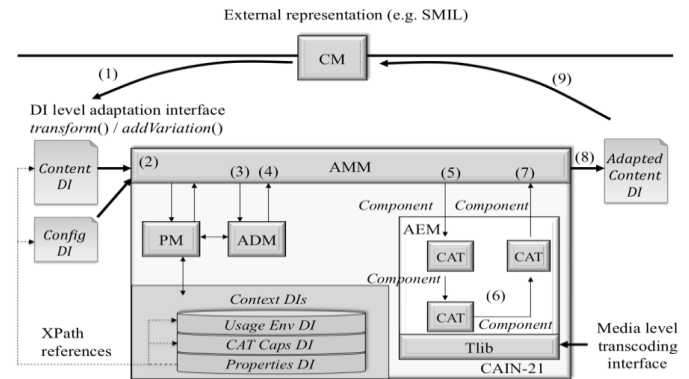 External representation (e.g. SMIL)
CM
(1)
(9)
DI level adaptation interface
transform() / addVariation()
Content
DI
(2)
AMM
(3)
(4)
(5)
(7)
(8)
Adapted
Content
DI
Config
DI
PM
ADM
Component
Component
AEM
CAT
CAT
Component
(6)
CAT
Component
Context DIs
Usage Env DI
CAT Caps DI
Properties DI
XPath
references
Tlib
CAIN-21
Media level
transcoding
interface